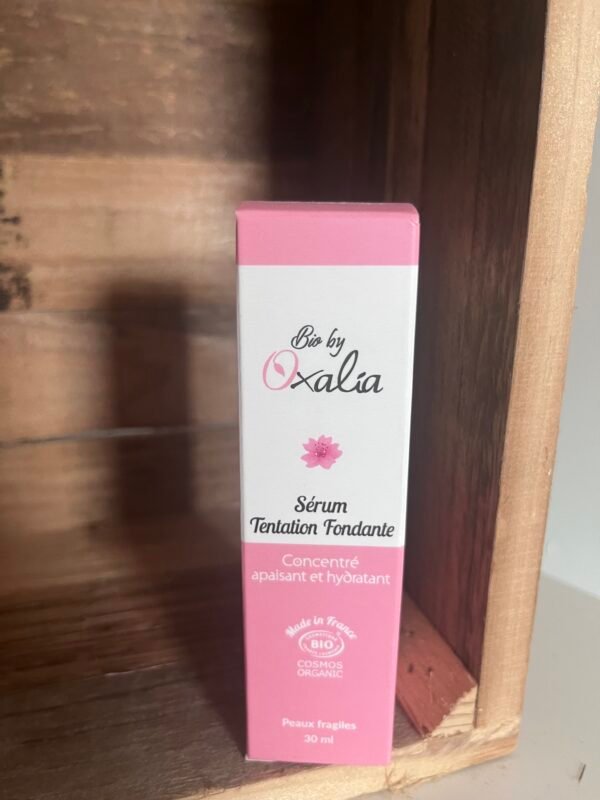 Bio by
Oxalia
Sérum
Tentation Fondante
Concentré
apaisant et hydratant
Made in France
BIO
COSMOS
ORGANIC
Peaux fragiles
30 ml